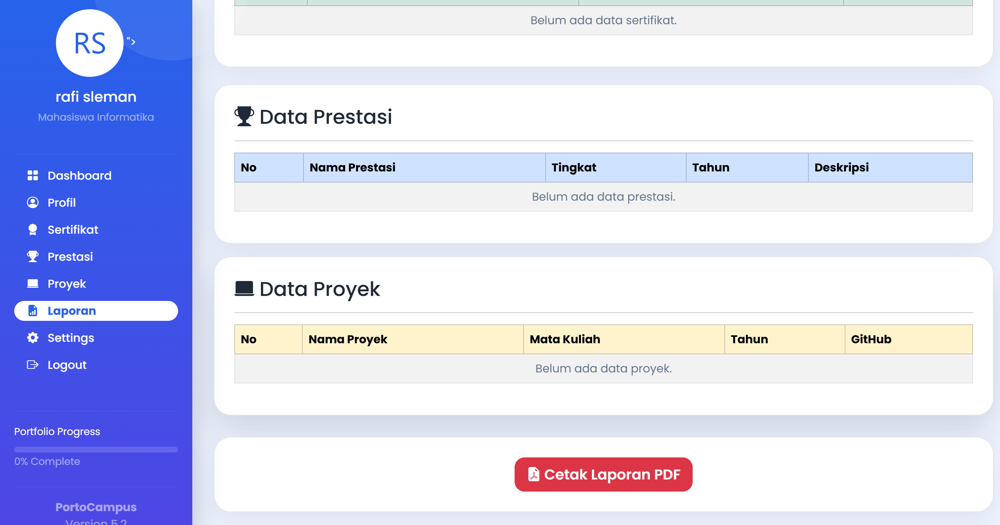 RS
">
rafi sleman
Mahasiswa Informatika
Dashboard
Profil
Sertifikat
Prestasi
Proyek
Laporan
Settings
Logout
Portfolio Progress
0% Complete
PortoCampus
Version 5.2
Belum ada data sertifikat.
Data Prestasi
No Nama Prestasi Tingkat Tahun Deskripsi
Belum ada data prestasi.
Data Proyek
No Nama Proyek Mata Kuliah Tahun GitHub
Belum ada data proyek.
Cetak Laporan PDF